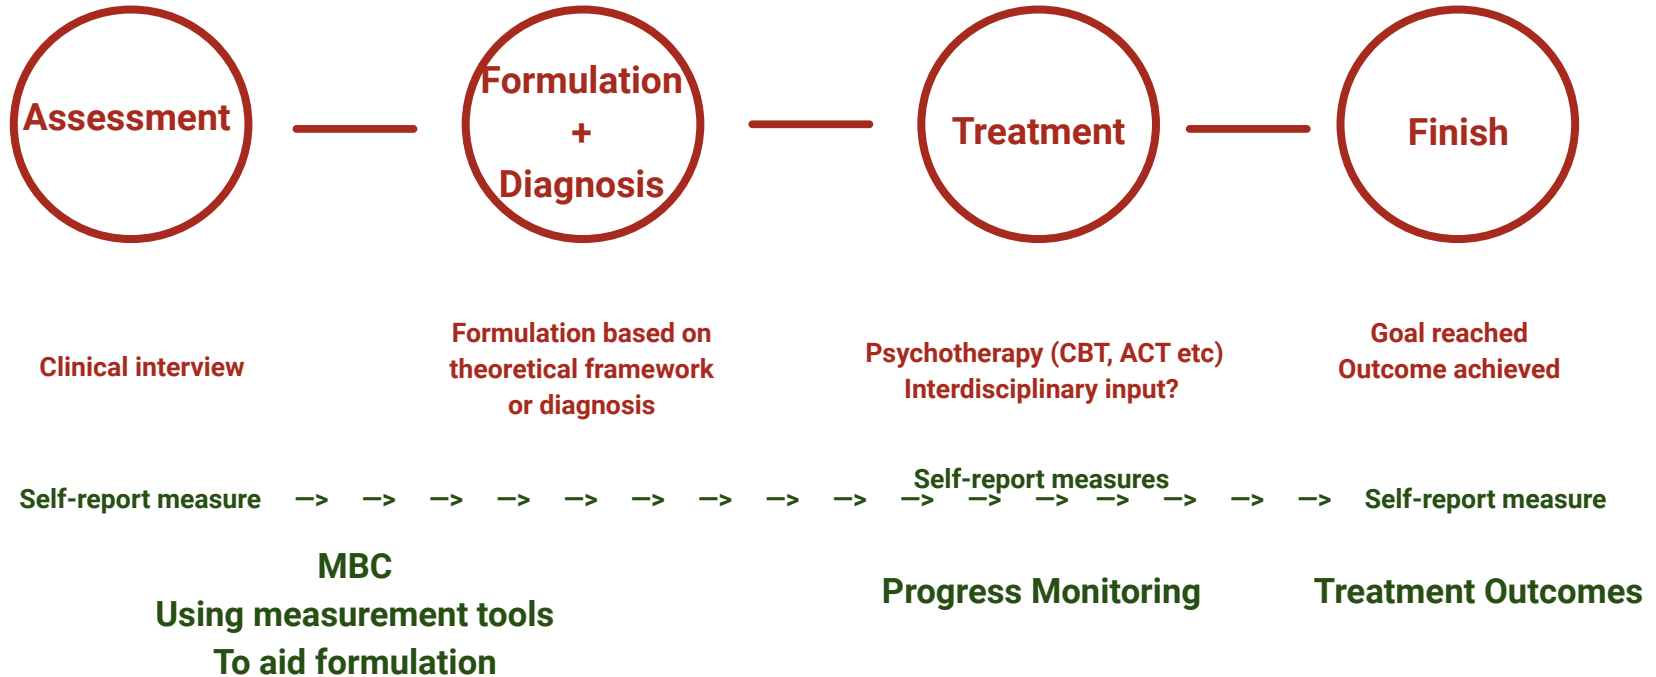 Assessment
Formulation
+
Diagnosis
Treatment
Finish
Clinical interview
Formulation based on
theoretical framework
or diagnosis
Psychotherapy (CBT, ACT etc)
Interdisciplinary input?
Goal reached
Outcome achieved
Self-report measure —> —> —> —> —> —> —> —> —> —> —> —> —> —> —> —> Self-report measure
Self-report measures
MBC
Using measurement tools
To aid formulation
Progress Monitoring
Treatment Outcomes